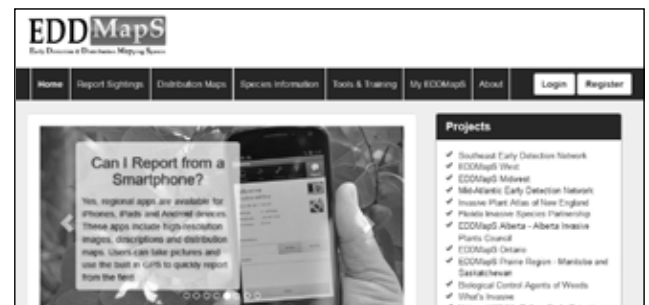 EDDMapS
Early Detection & Distribution Mapping System
Home Report Sightings Distribution Maps Species Information Tools & Training My EDDMapS About Login Register
Can I Report from a
Smartphone?
Yes, regional apps are available for
iPhones, iPads and Android devices.
These apps include high resolution
images, descriptions and distribution
maps. Users can take pictures and
use the built in GPS to quickly report
from the field.
Projects
Southeast Early Detection Network
EDDMapS West
EDDMapS Midwest
Mid-Atlantic Early Detection Network
Invasive Plant Atlas of New England
Florida Invasive Species Partnership
EDDMapS Alberta - Alberta Invasive
Plants Council
EDDMapS Ontario
EDDMapS Prairie Region - Manitoba and
Saskatchewan
Biological Control Agents of Weeds
What's Invasive